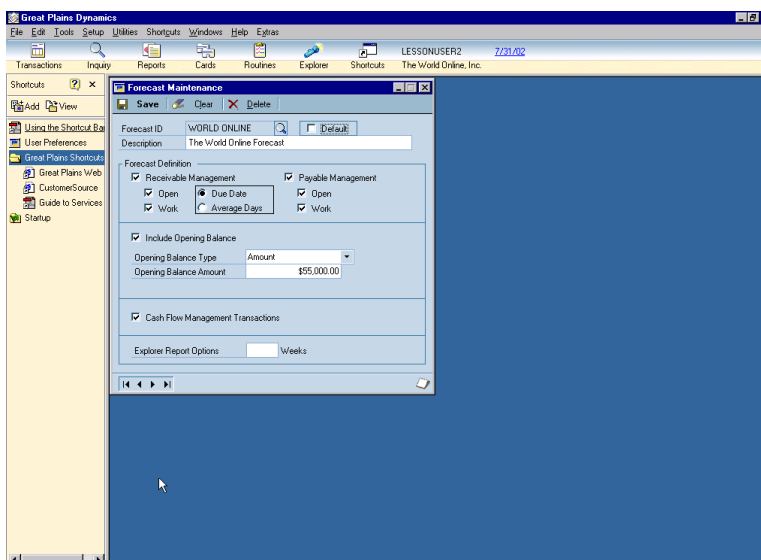 Great Plains Dynamics
File Edit Tools Setup Utilities Shortcuts Windows Help Extras
LESSONUSER2 7/31/02
Transactions Inquiry Reports Cards Routines Explorer Shortcuts The World Online, Inc.
Shortcuts
Add View
Using the Shortcut Ba
User Preferences
Great Plains Shortcuts
Great Plains Web
CustomerSource
Guide to Services
Startup
Forecast Maintenance
Save Clear Delete
Forecast ID WORLD ONLINE Default
Description The World Online Forecast
Forecast Definition
Receivable Management Payable Management
Open Due Date Open
Work Average Days Work
Include Opening Balance
Opening Balance Type Amount
Opening Balance Amount $55,000.00
Cash Flow Management Transactions
Explorer Report Options Weeks